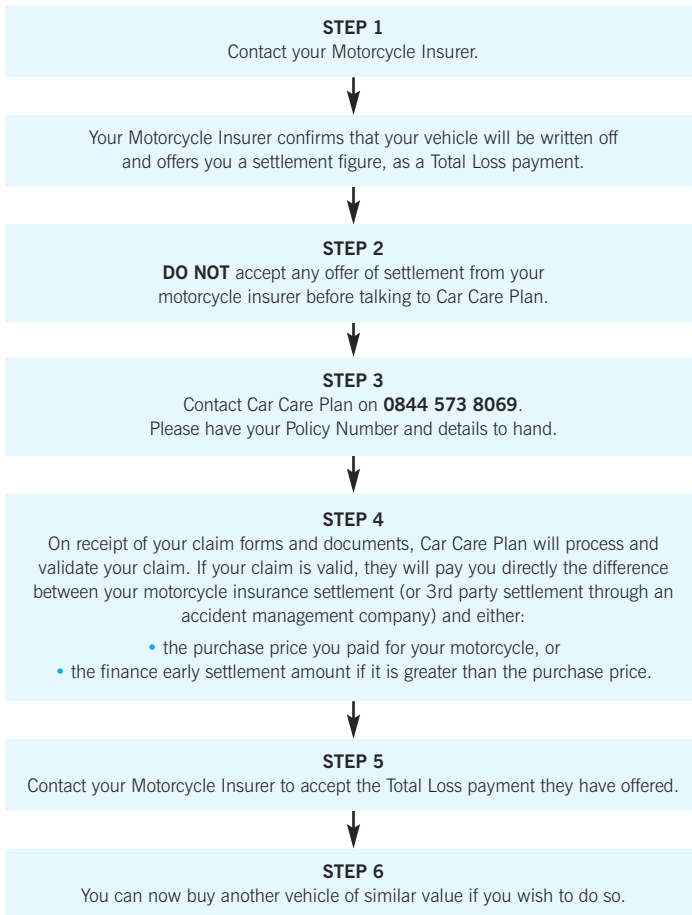 STEP 1
Contact your Motorcycle Insurer.
Your Motorcycle Insurer confirms that your vehicle will be written off
and offers you a settlement figure, as a Total Loss payment.
STEP 2
DO NOT accept any offer of settlement from your
motorcycle insurer before talking to Car Care Plan.
STEP 3
Contact Car Care Plan on 0844 573 8069.
Please have your Policy Number and details to hand.
STEP 4
On receipt of your claim forms and documents, Car Care Plan will process and
validate your claim. If your claim is valid, they will pay you directly the difference
between your motorcycle insurance settlement (or 3rd party settlement through an
accident management company) and either:
• the purchase price you paid for your motorcycle, or
• the finance early settlement amount if it is greater than the purchase price.
STEP 5
Contact your Motorcycle Insurer to accept the Total Loss payment they have offered.
STEP 6
You can now buy another vehicle of similar value if you wish to do so.